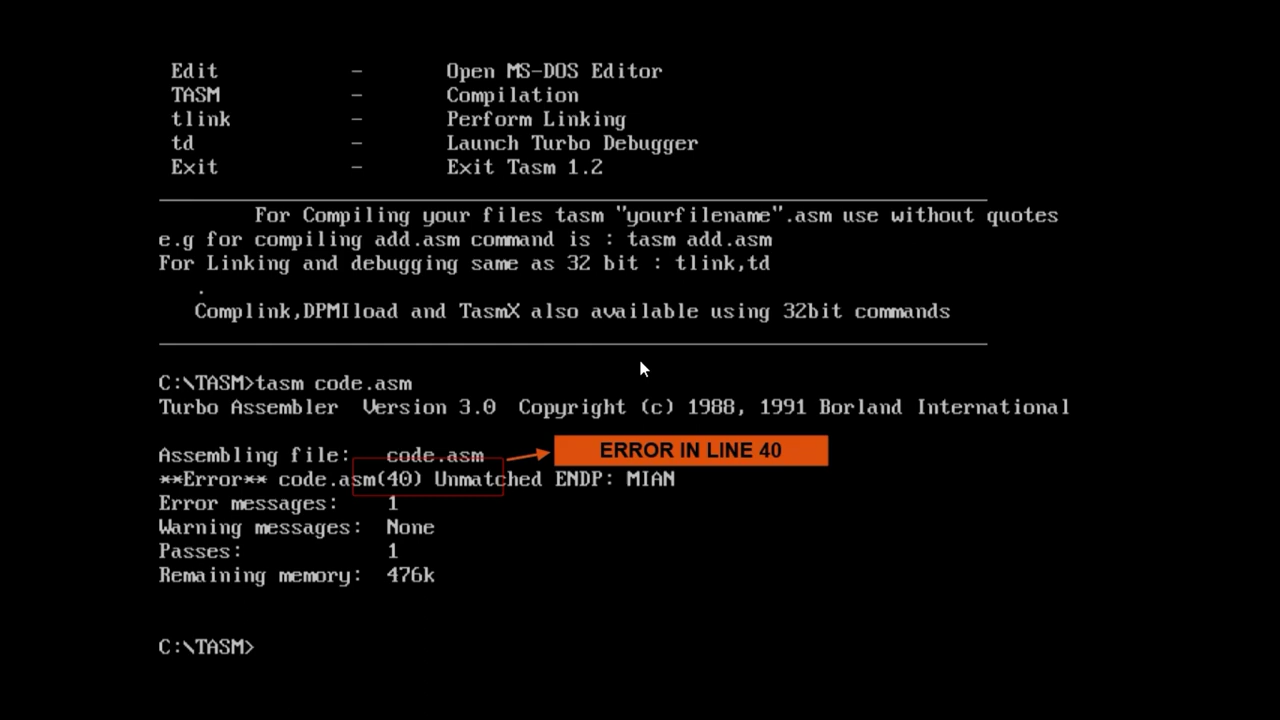 Edit - Open MS-DOS Editor
TASM - Compilation
tlink - Perform Linking
td - Launch Turbo Debugger
Exit - Exit Tasm 1.2
For Compiling your files tasm "yourfilename".asm use without quotes
e.g for compiling add.asm command is : tasm add.asm
For Linking and debugging same as 32 bit : tlink,td
.
Complink,DPMIload and TasmX also available using 32bit commands
C:\TASM>tasm code.asm
Turbo Assembler Version 3.0 Copyright (c) 1988, 1991 Borland International
Assembling file: code.asm
ERROR IN LINE 40
**Error** code.asm(40) Unmatched ENDP: MIAN
Error messages: 1
Warning messages: None
Passes: 1
Remaining memory: 476k
C:\TASM>